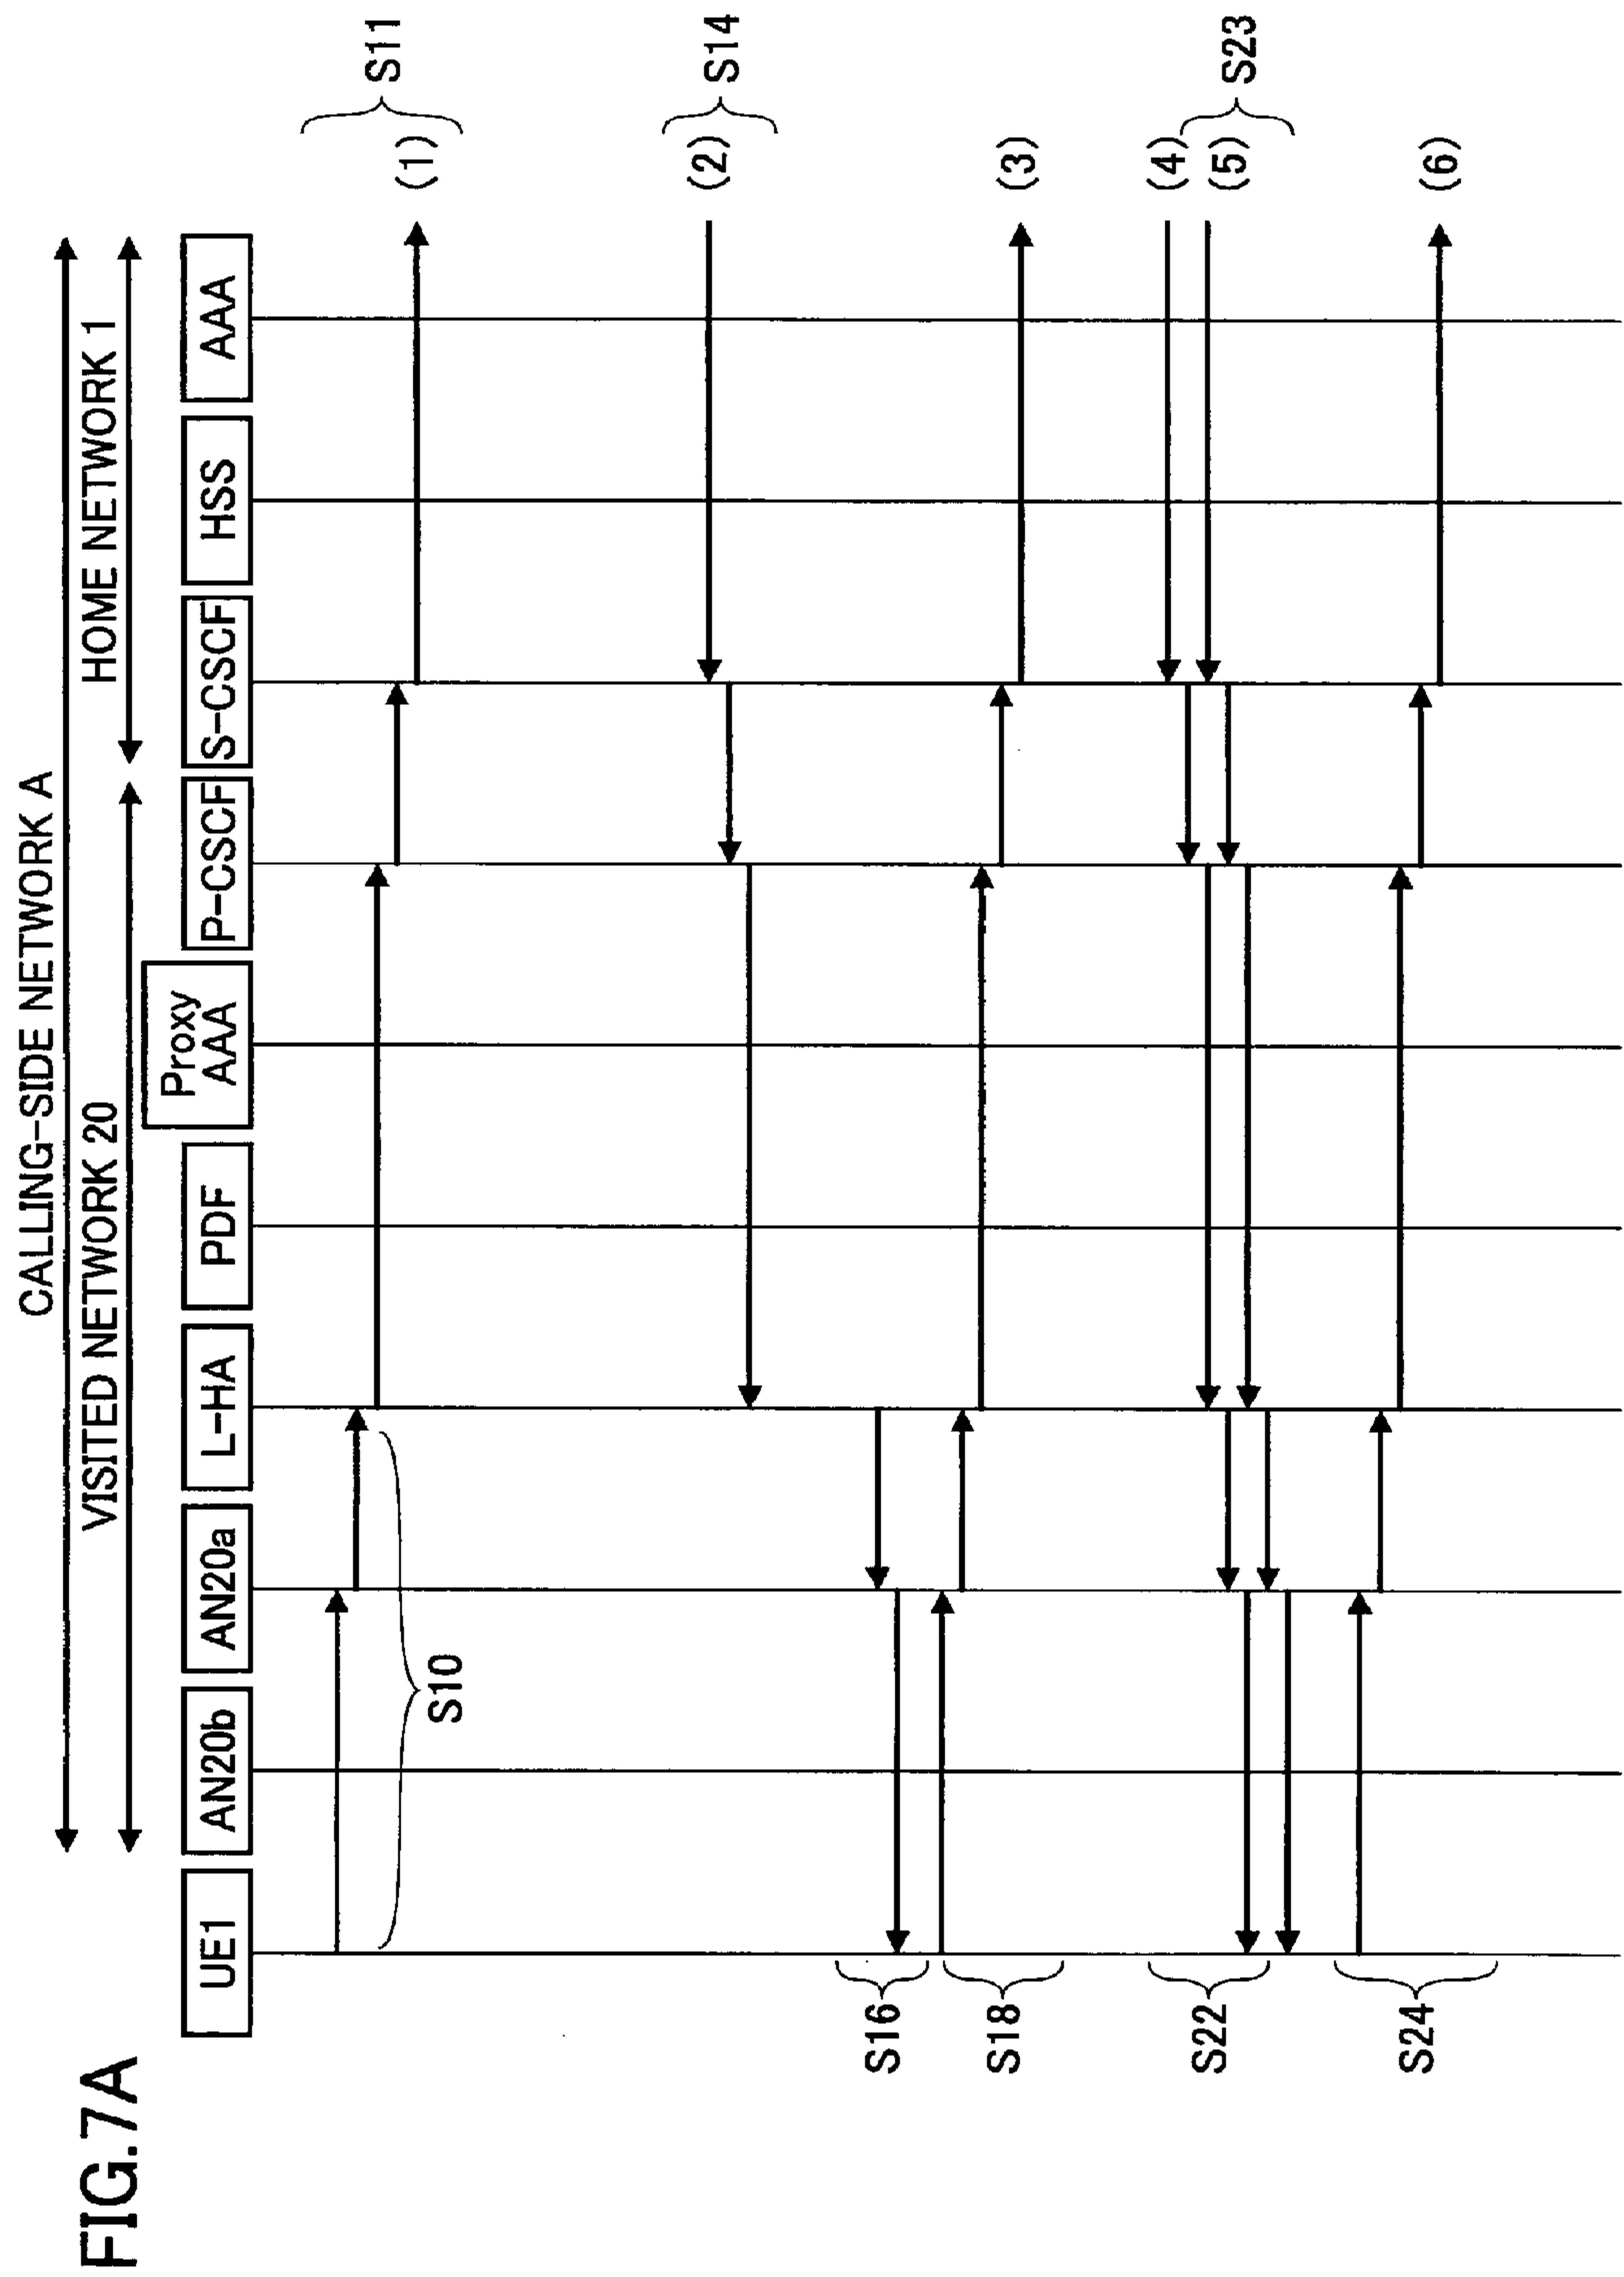 FIG.7A
CALLING-SIDE NETWORK A
VISITED NETWORK 20
HOME NETWORK 1
UE1
AN20b
AN20a
L-HA
PDF
Proxy
AAA
P-CSCF
S-CSCF
HSS
AAA
S10
(1)
S11
(2)
S14
S16
S18
(3)
(4)
(5)
S23
S22
S24
(6)